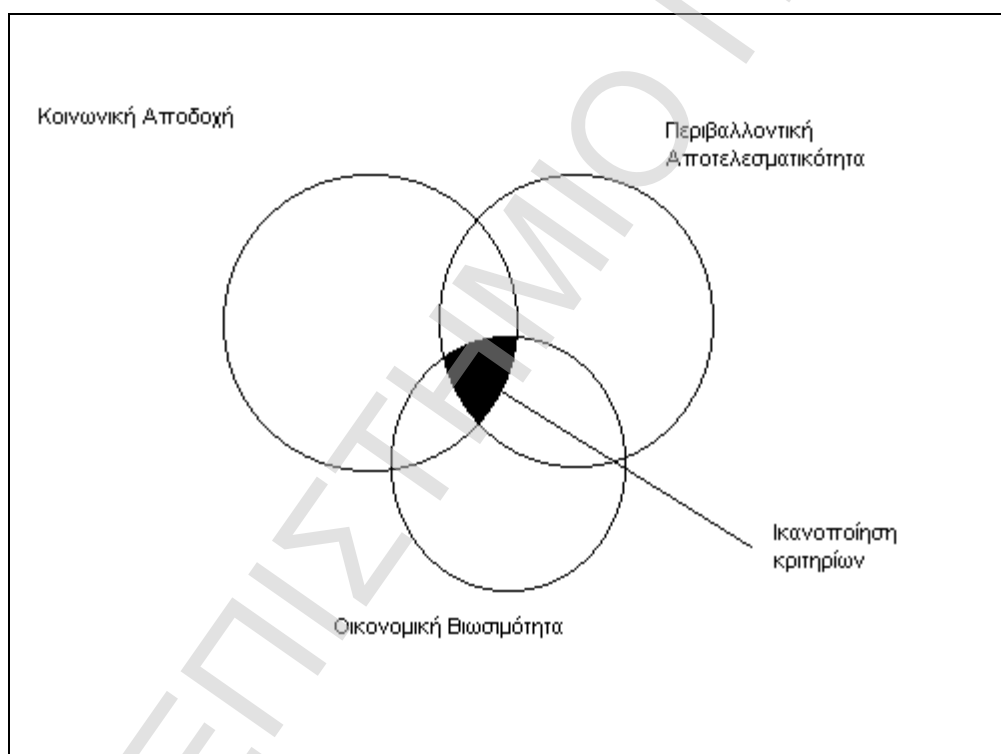 Κοινωνική Αποδοχή
Περιβαλλοντική
Αποτελεσματικότητα
Ικανοποίηση
κριτηρίων
Οικονομική Βιωσιμότητα